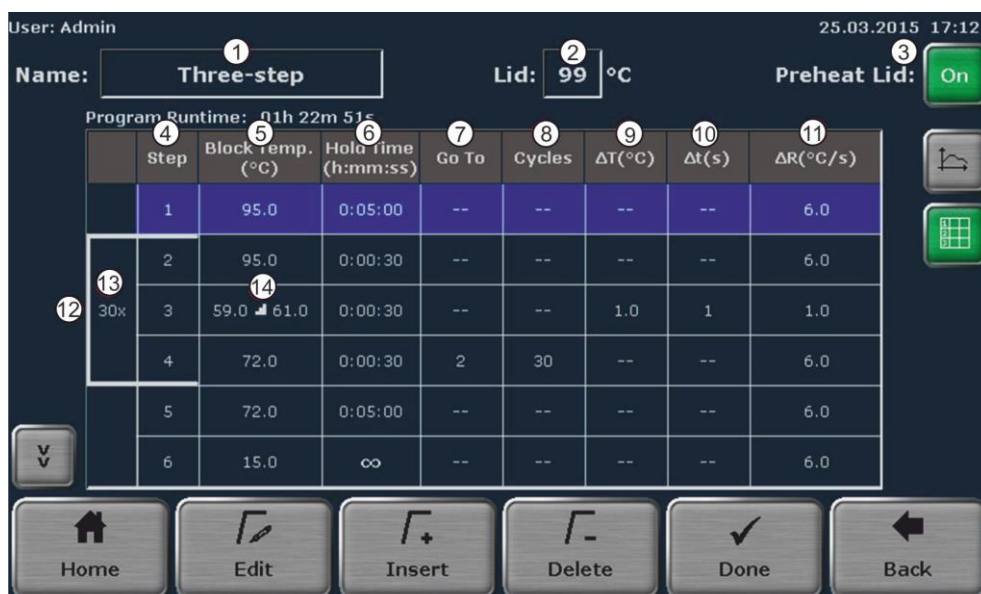 User: Admin 25.03.2015 17:12
1 2 3
Name: Three-step Lid: 99 °C Preheat Lid: On
Program Runtime: 01h 22m 51s
4 5 6 7 8 9 10 11
Step Block Temp. (°C) Hold Time (h:mm:ss) Go To Cycles ΔT(°C) Δt(s) ΔR(°C/s)
1 95.0 0:05:00 -- -- -- -- 6.0
2 95.0 0:00:30 -- -- -- -- 6.0
13 14
12 30x 3 59.0 61.0 0:00:30 -- -- 1.0 1 1.0
4 72.0 0:00:30 2 30 -- -- 6.0
5 72.0 0:05:00 -- -- -- -- 6.0
6 15.0 ∞ -- -- -- -- 6.0
Home Edit Insert Delete Done Back